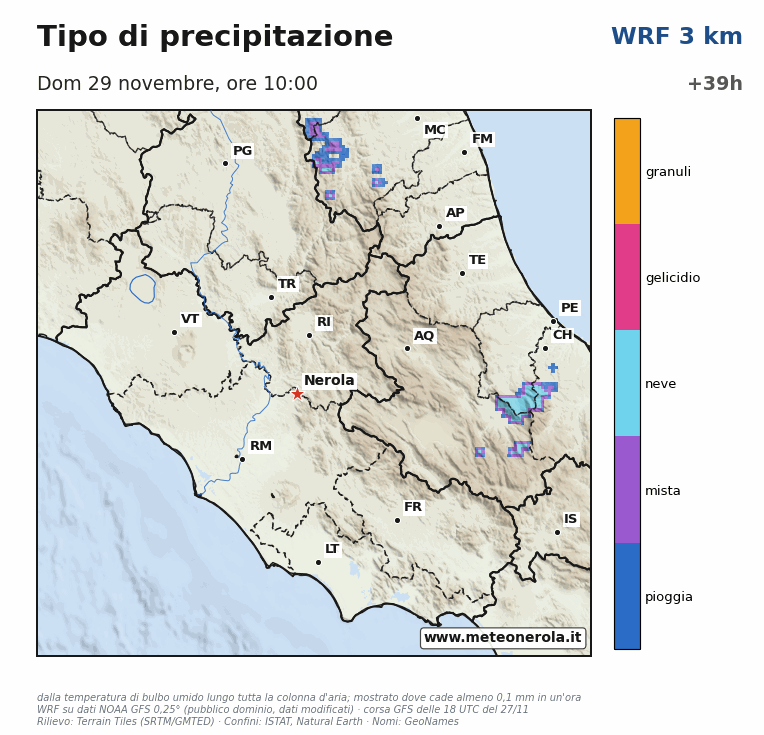 Tipo di precipitazione
WRF 3 km
Dom 29 novembre, ore 10:00
+39h
MC
FM
PG
AP
TE
TR
PE
VT
RI
AQ
CH
Nerola
RM
FR
IS
LT
www.meteonerola.it
granuli
gelicidio
neve
mista
pioggia
dalla temperatura di bulbo umido lungo tutta la colonna d'aria; mostrato dove cade almeno 0,1 mm in un'ora
WRF su dati NOAA GFS 0,25° (pubblico dominio, dati modificati) · corsa GFS delle 18 UTC del 27/11
Rilievo: Terrain Tiles (SRTM/GMTED) · Confini: ISTAT, Natural Earth · Nomi: GeoNames